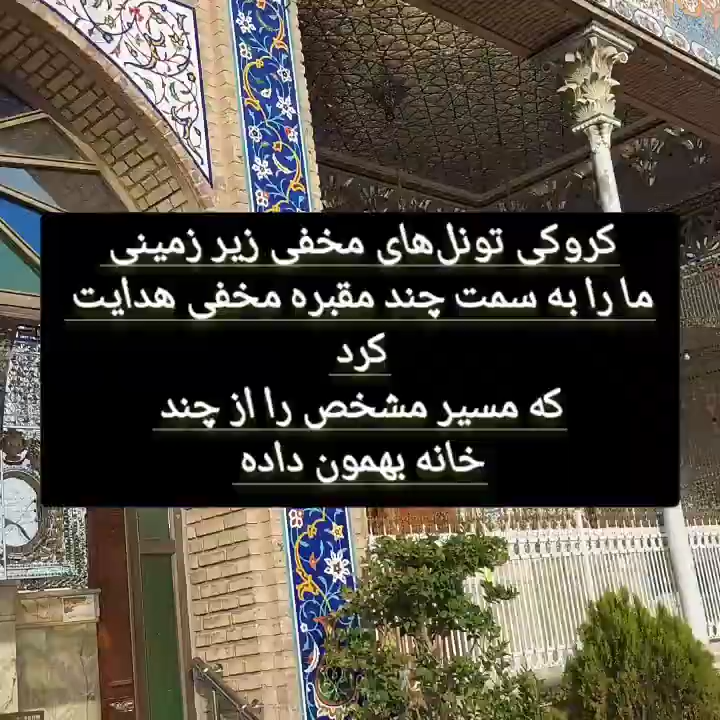 کروکی تونل‌های مخفی زیر زمینی
ما را به سمت چند مقبره مخفی هدایت
کرد
که مسیر مشخص را از چند
خانه بهمون داده